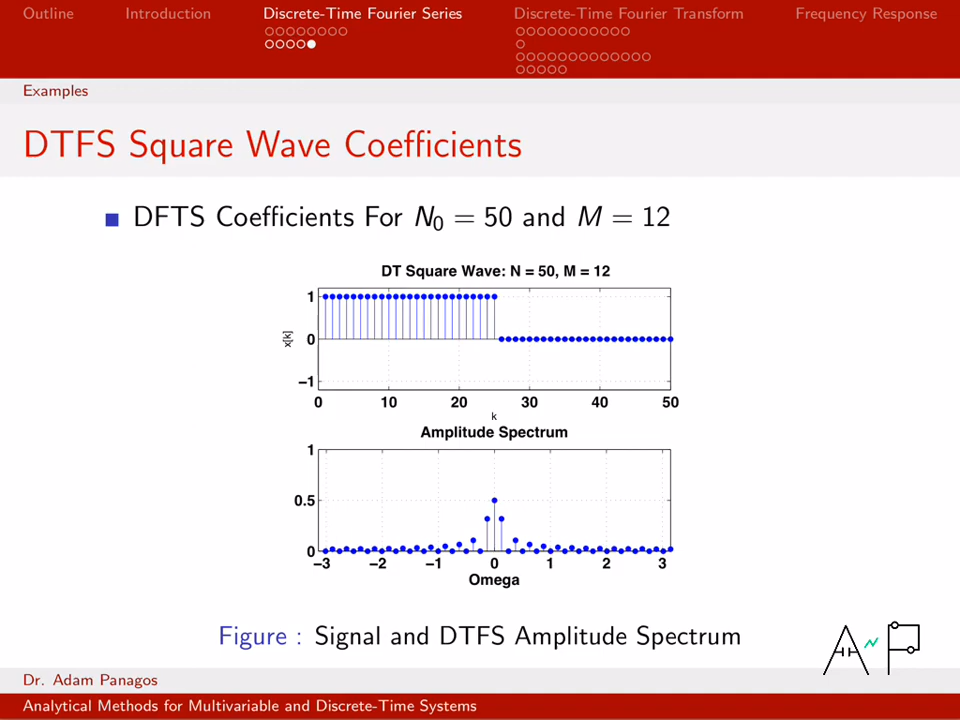 Outline Introduction Discrete-Time Fourier Series Discrete-Time Fourier Transform Frequency Response
Examples
DTFS Square Wave Coefficients
DFTS Coefficients For N₀ = 50 and M = 12
DT Square Wave: N = 50, M = 12
1
0
−1
x[k]
0 10 20 30 40 50
k
Amplitude Spectrum
1
0.5
0
−3 −2 −1 0 1 2 3
Omega
Figure : Signal and DTFS Amplitude Spectrum
AP
Dr. Adam Panagos
Analytical Methods for Multivariable and Discrete-Time Systems